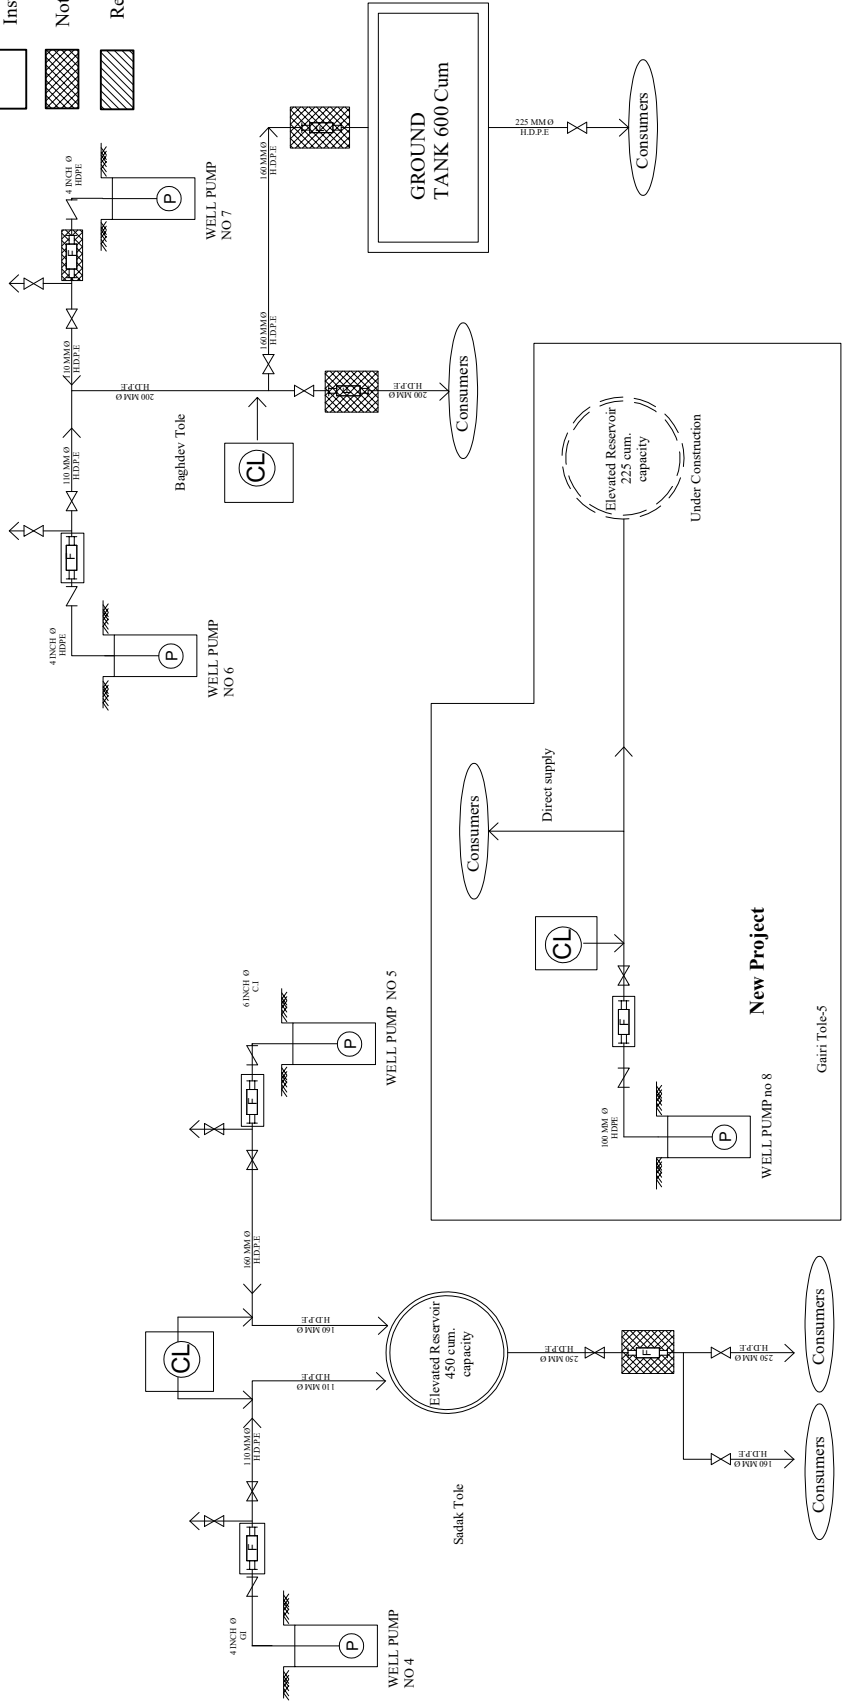 Ins
Not
Re
4 INCH Ø
HDPE
P
WELL PUMP
NO 7
F
110 MM Ø
H.D.P.E
200 MM Ø
H.D.P.E
110 MM Ø
H.D.P.E
F
4 INCH Ø
HDPE
P
WELL PUMP
NO 6
Baghdev Tole
CL
160 MM Ø
H.D.P.E
160 MM Ø
H.D.P.E
F
GROUND
TANK 600 Cum
225 MM Ø
H.D.P.E
Consumers
F
200 MM Ø
H.D.P.E
Consumers
Elevated Reservoir
225 cum.
capacity
Under Construction
Consumers
Direct supply
CL
F
100 MM Ø
HDPE
P
WELL PUMP no 8
New Project
Gairi Tole-5
6 INCH Ø
C.I
P
WELL PUMP NO 5
F
160 MM Ø
H.D.P.E
160 MM Ø
H.D.P.E
CL
110 MM Ø
H.D.P.E
110 MM Ø
H.D.P.E
F
4 INCH Ø
GI
P
WELL PUMP
NO 4
Elevated Reservoir
450 cum.
capacity
Sadak Tole
250 MM Ø
H.D.P.E
F
250 MM Ø
H.D.P.E
Consumers
160 MM Ø
H.D.P.E
Consumers